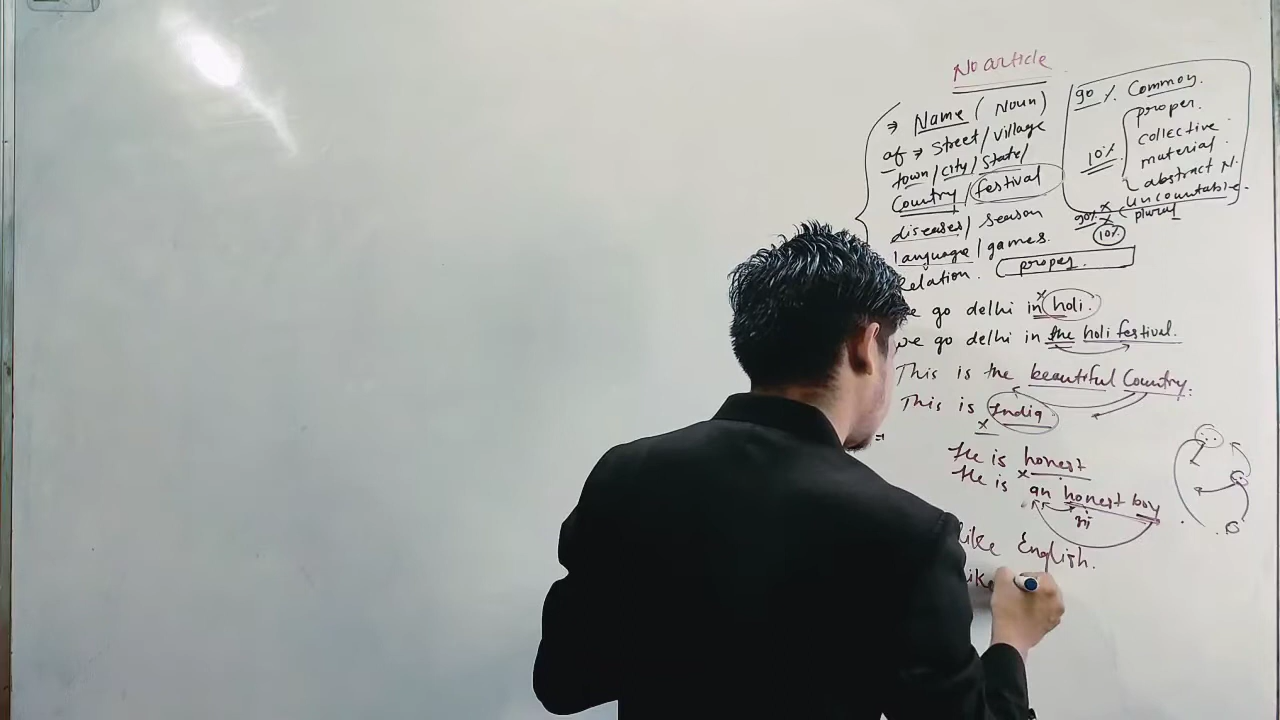 No article
⇒ Name (Noun)
of ⇒ Street/village
town/city/state/
Country/festival
diseases/season
language/games.
Relation. proper.
90 %. Common.
proper.
collective
10% material.
abstract N.
uncountable.
90% x plural
x
10%
go delhi in holi.
x
we go delhi in the holi festival.
This is the beautiful Country.
This is India.
x
He is honest
x
He is an honest boy
like English.
like